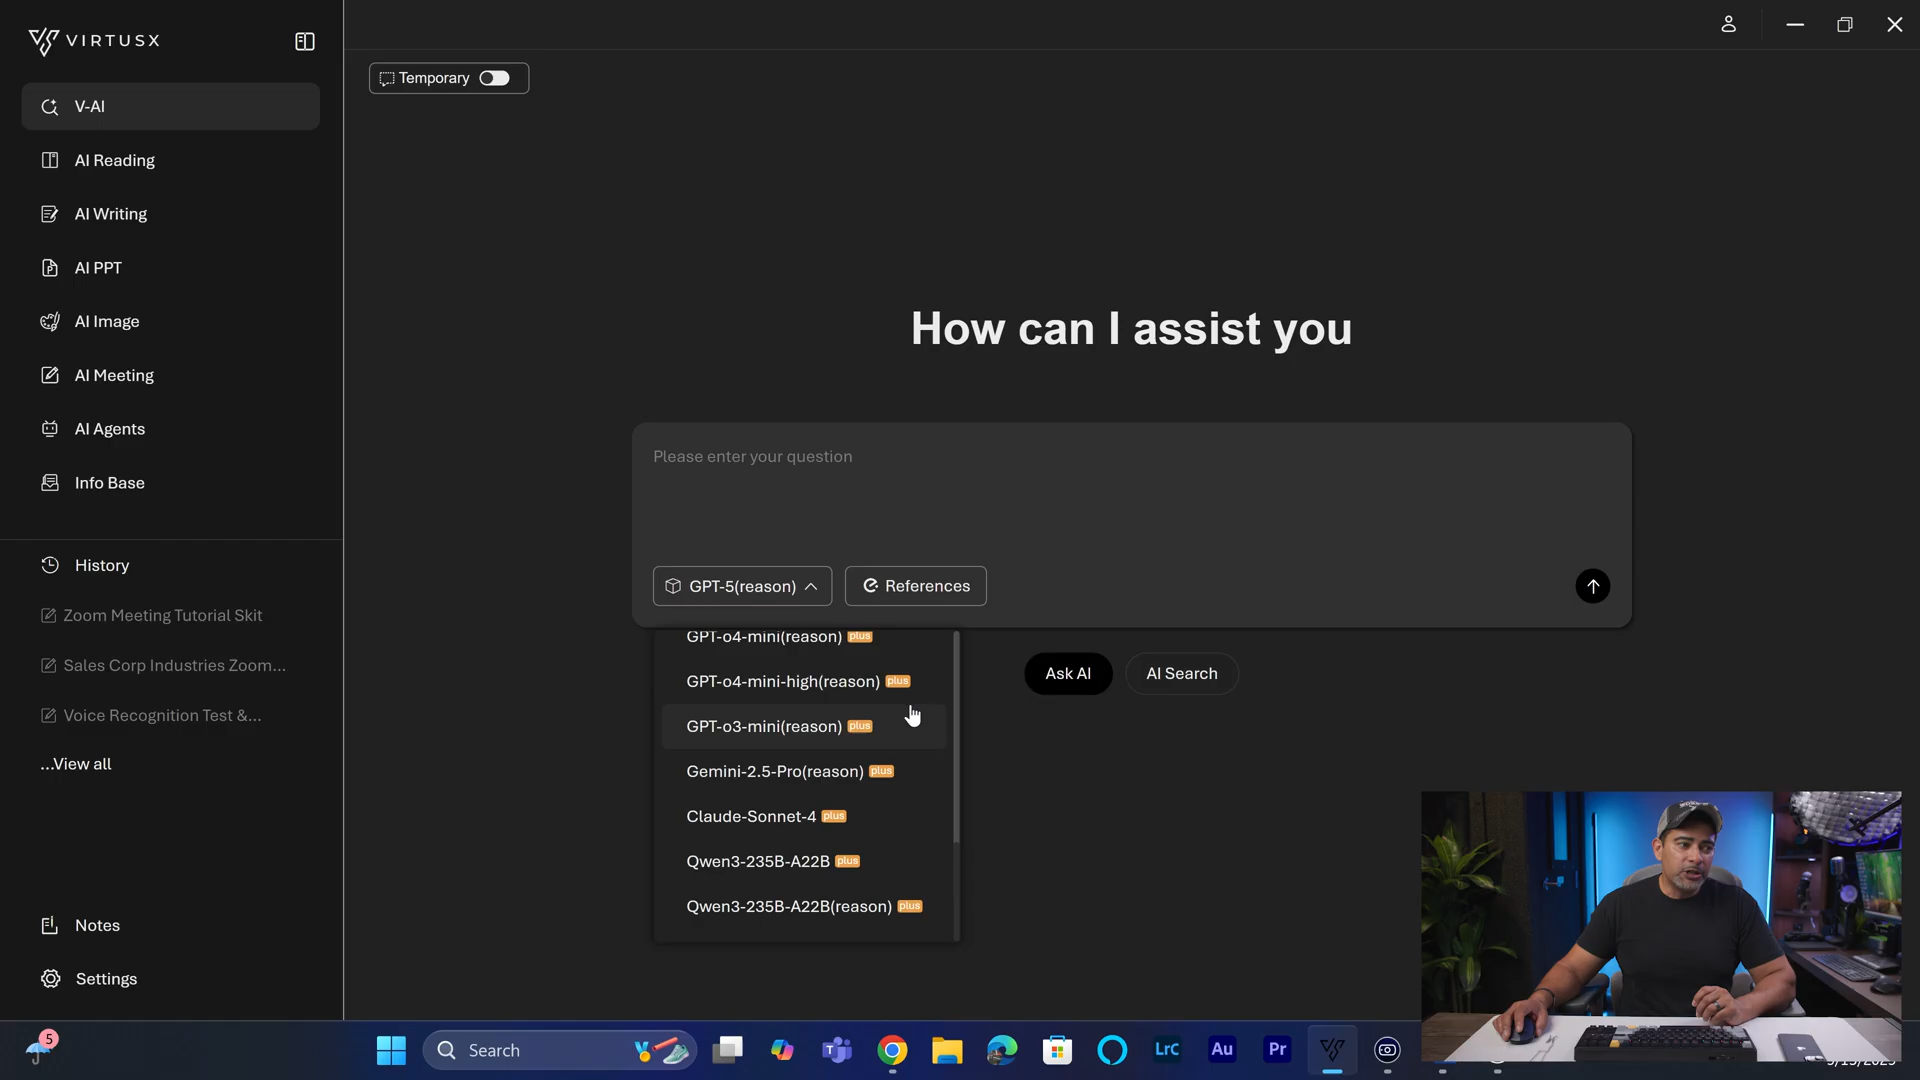 VIRTUSX
Temporary
V-AI
AI Reading
AI Writing
AI PPT
AI Image
AI Meeting
AI Agents
Info Base
History
Zoom Meeting Tutorial Skit
Sales Corp Industries Zoom...
Voice Recognition Test &...
...View all
Notes
Settings
How can I assist you
Please enter your question
GPT-5(reason)
References
GPT-o4-mini(reason) plus
GPT-o4-mini-high(reason) plus
GPT-o3-mini(reason) plus
Gemini-2.5-Pro(reason) plus
Claude-Sonnet-4 plus
Qwen3-235B-A22B plus
Qwen3-235B-A22B(reason) plus
Ask AI
AI Search
5
Search
LrC
Au
Pr